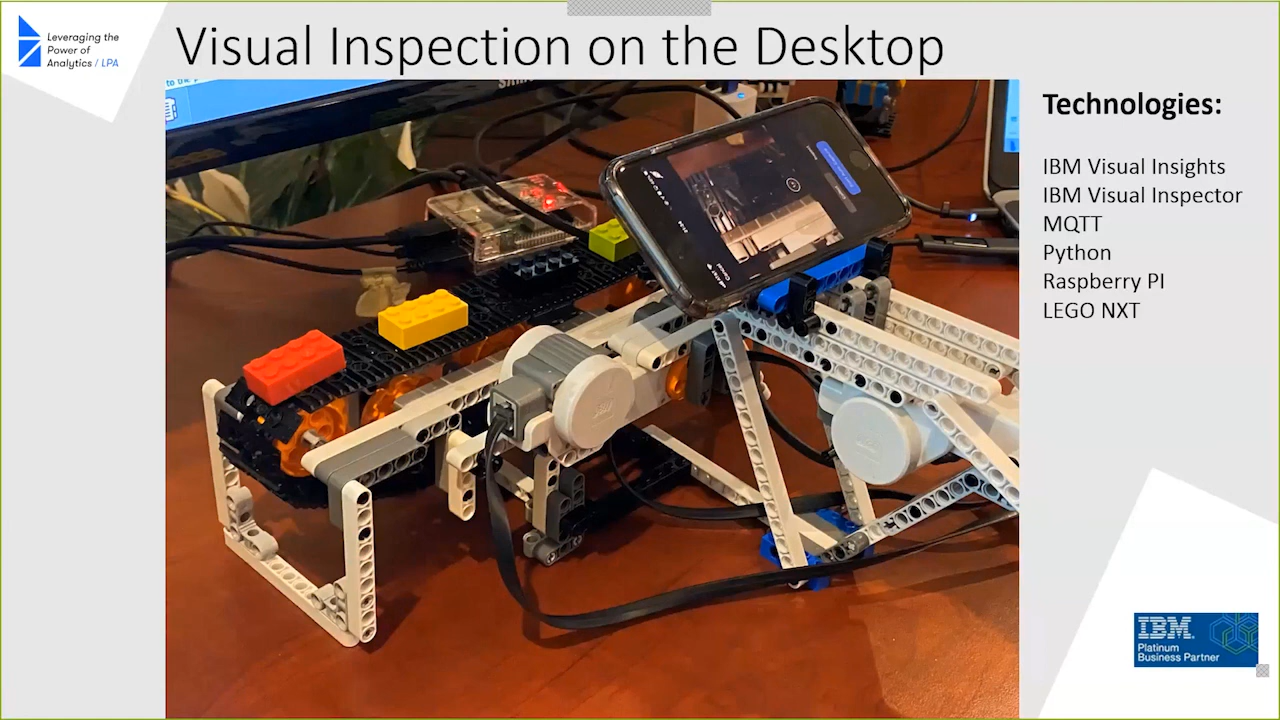 Leveraging the
Power of
Analytics / LPA
Visual Inspection on the Desktop
Technologies:
IBM Visual Insights
IBM Visual Inspector
MQTT
Python
Raspberry PI
LEGO NXT
IBM
Platinum
Business Partner